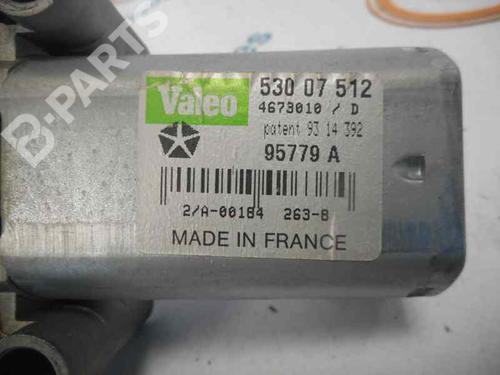 B-PARTS
Valeo 530 07 512
4673010 / D
patent 93 14 392
95779 A
2/A-00184 263-8
MADE IN FRANCE